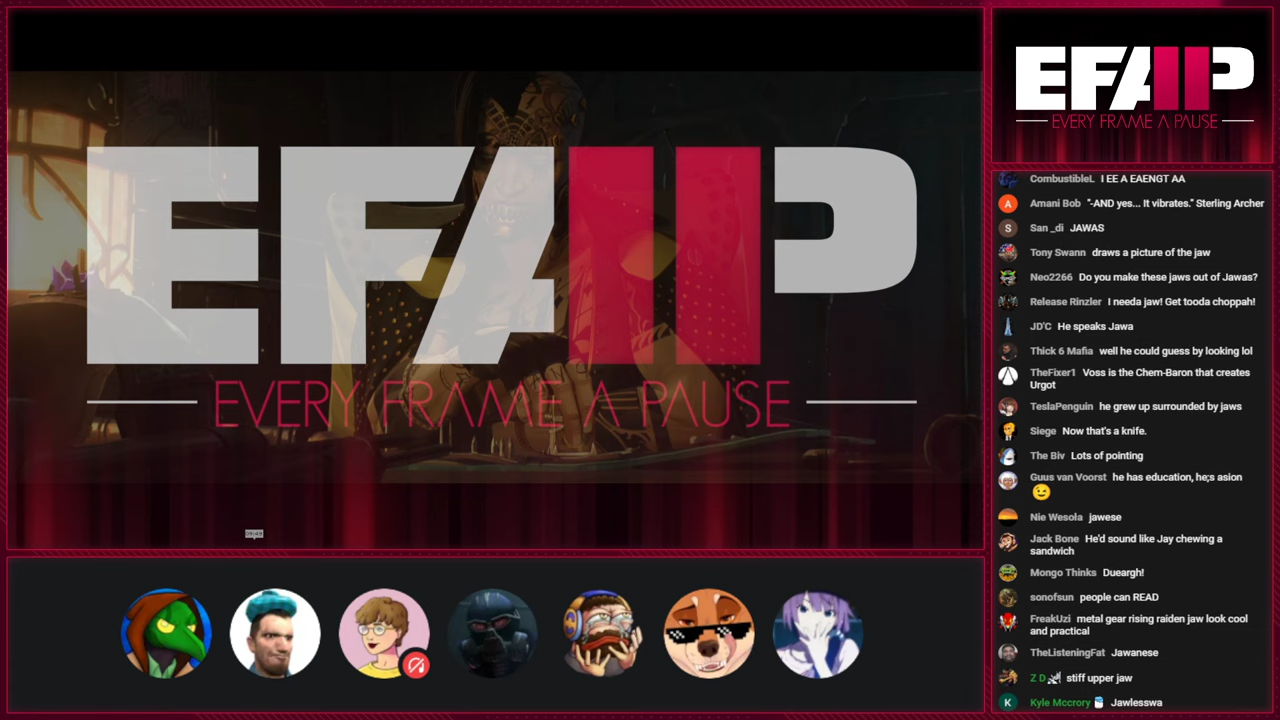 EFAP
EVERY FRAME A PAUSE
EFAP
EVERY FRAME A PAUSE
CombustibleL I EE A EAENGT AA
A
Amani Bob "-AND yes... It vibrates." Sterling Archer
S
San _di JAWAS
Tony Swann draws a picture of the jaw
Neo2266 Do you make these jaws out of Jawas?
Release Rinzler I needa jaw! Get tooda choppah!
JD'C He speaks Jawa
Thick 6 Mafia well he could guess by looking lol
TheFixer1 Voss is the Chem-Baron that creates
Urgot
TeslaPenguin he grew up surrounded by jaws
Siege Now that's a knife.
The Biv Lots of pointing
Guus van Voorst he has education, he;s asion
😉
Nie Wesoła jawese
Jack Bone He'd sound like Jay chewing a
sandwich
Mongo Thinks Dueargh!
sonofsun people can READ
FreakUzi metal gear rising raiden jaw look cool
and practical
TheListeningFat Jawanese
Z D stiff upper jaw
K
Kyle Mccrory Jawlesswa